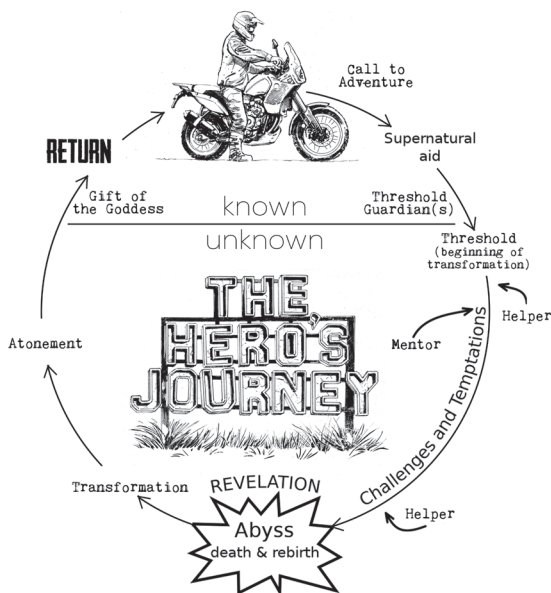 Call to
Adventure
Supernatural
aid
RETURN
Gift of
the Goddess
known
Threshold
Guardian(s)
unknown
Threshold
(beginning of
transformation)
Helper
THE
HERO'S
JOURNEY
Mentor
Challenges and Temptations
Atonement
Transformation
REVELATION
Abyss
death & rebirth
Helper